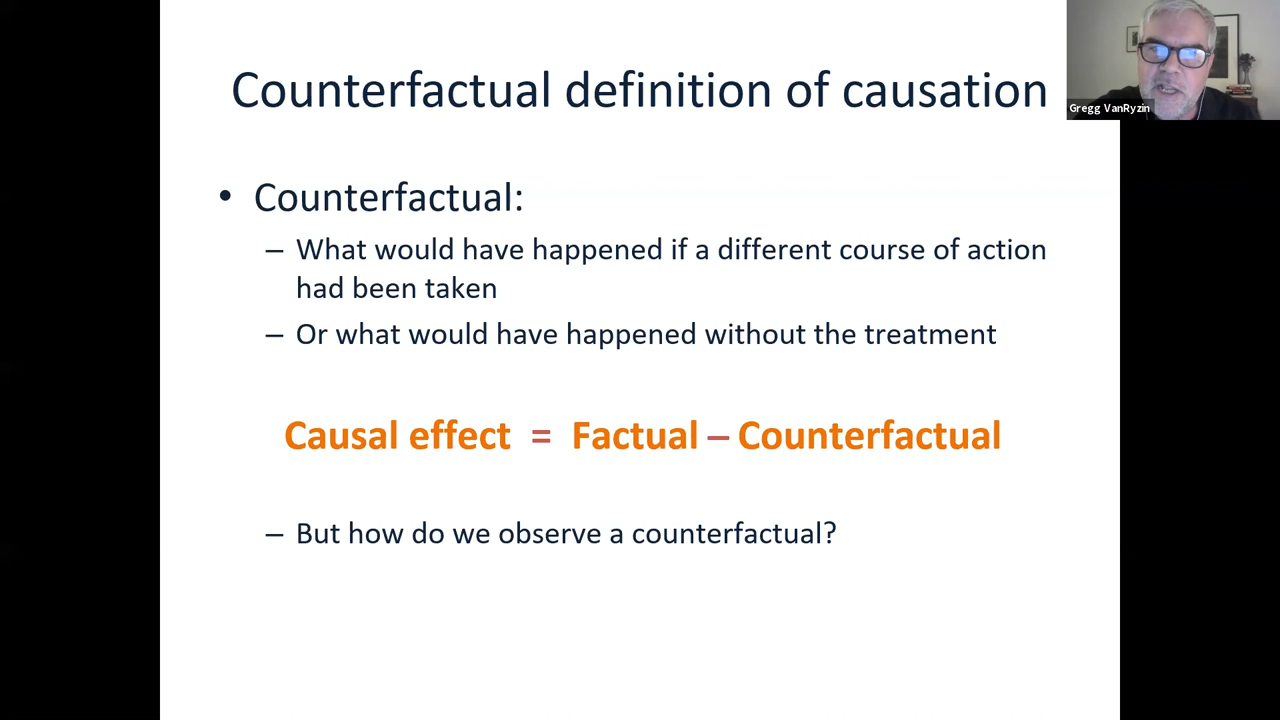 Counterfactual definition of causation
Gregg VanRyzin
• Counterfactual:
– What would have happened if a different course of action
had been taken
– Or what would have happened without the treatment
Causal effect = Factual – Counterfactual
– But how do we observe a counterfactual?